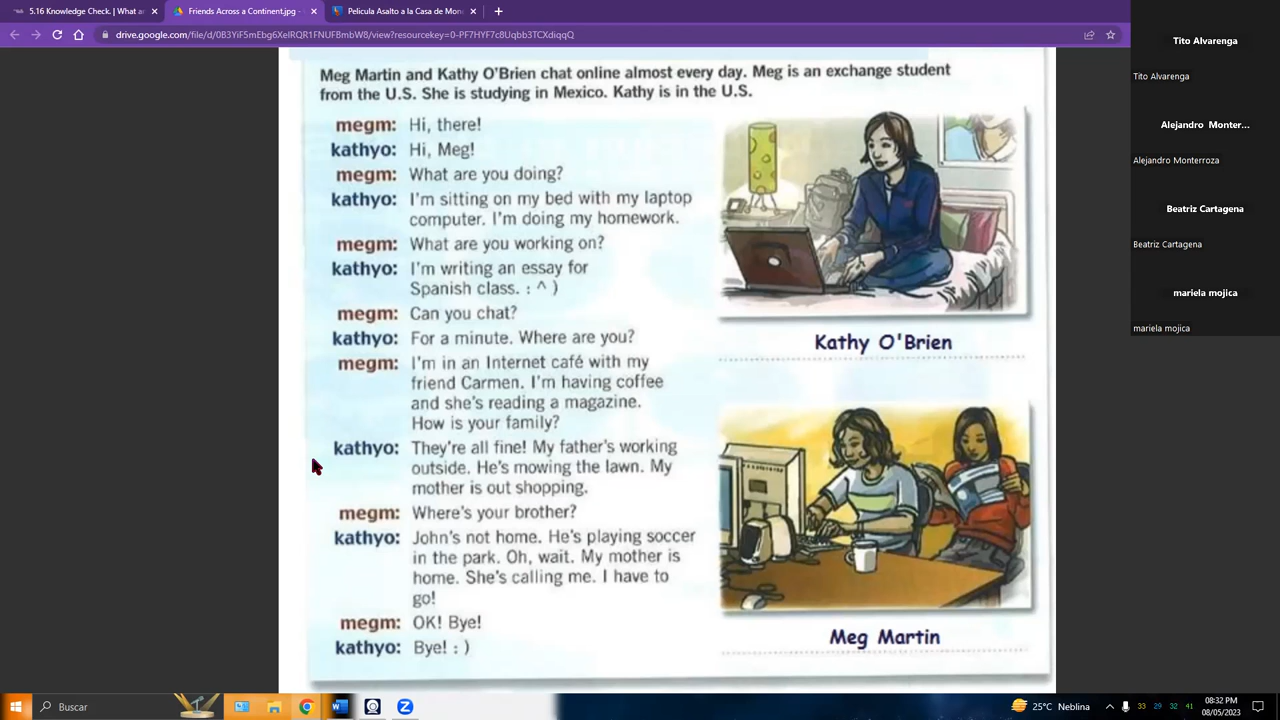 5.16 Knowledge Check. | What a
Friends Across a Continent.jpg -
Pelicula Asalto a la Casa de Mon
drive.google.com/file/d/0B3YiF5mEbg6XeIRQR1FNUFBmbW8/view?resourcekey=0-PF7HYF7c8Uqbb3TCXdiqqQ
Meg Martin and Kathy O'Brien chat online almost every day. Meg is an exchange student
from the U.S. She is studying in Mexico. Kathy is in the U.S.
megm: Hi, there!
kathyo: Hi, Meg!
megm: What are you doing?
kathyo: I'm sitting on my bed with my laptop
computer. I'm doing my homework.
megm: What are you working on?
kathyo: I'm writing an essay for
Spanish class. : ^ )
megm: Can you chat?
kathyo: For a minute. Where are you?
megm: I'm in an Internet café with my
friend Carmen. I'm having coffee
and she's reading a magazine.
How is your family?
kathyo: They're all fine! My father's working
outside. He's mowing the lawn. My
mother is out shopping.
megm: Where's your brother?
kathyo: John's not home. He's playing soccer
in the park. Oh, wait. My mother is
home. She's calling me. I have to
go!
megm: OK! Bye!
kathyo: Bye! : )
Kathy O'Brien
Meg Martin
Tito Alvarenga
Tito Alvarenga
Alejandro Monter...
Alejandro Monterroza
Beatriz Cartagena
Beatriz Cartagena
mariela mojica
mariela mojica
Buscar
25°C Neblina
33 29 32 41
08:32 PM
08/05/2023